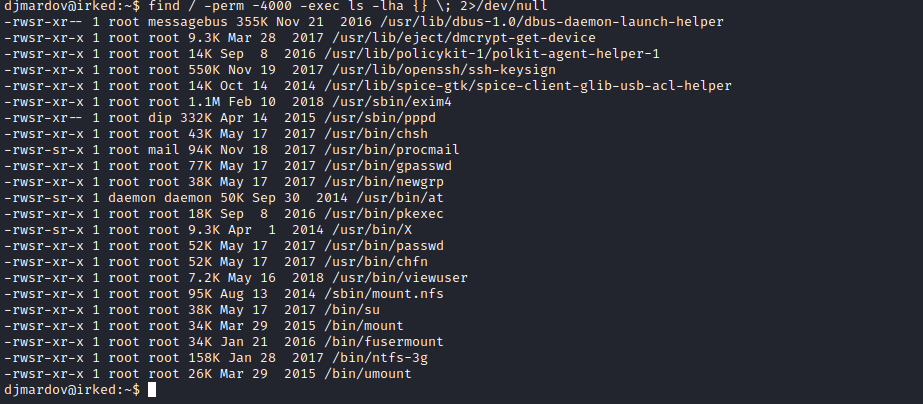 djmardov@irked:~$ find / -perm -4000 -exec ls -lha {} \; 2>/dev/null
-rwsr-xr-- 1 root messagebus 355K Nov 21  2016 /usr/lib/dbus-1.0/dbus-daemon-launch-helper
-rwsr-xr-x 1 root root 9.3K Mar 28  2017 /usr/lib/eject/dmcrypt-get-device
-rwsr-xr-x 1 root root 14K Sep  8  2016 /usr/lib/policykit-1/polkit-agent-helper-1
-rwsr-xr-x 1 root root 550K Nov 19  2017 /usr/lib/openssh/ssh-keysign
-rwsr-xr-x 1 root root 14K Oct 14  2014 /usr/lib/spice-gtk/spice-client-glib-usb-acl-helper
-rwsr-xr-x 1 root root 1.1M Feb 10  2018 /usr/sbin/exim4
-rwsr-xr-- 1 root dip 332K Apr 14  2015 /usr/sbin/pppd
-rwsr-xr-x 1 root root 43K May 17  2017 /usr/bin/chsh
-rwsr-sr-x 1 root mail 94K Nov 18  2017 /usr/bin/procmail
-rwsr-xr-x 1 root root 77K May 17  2017 /usr/bin/gpasswd
-rwsr-xr-x 1 root root 38K May 17  2017 /usr/bin/newgrp
-rwsr-sr-x 1 daemon daemon 50K Sep 30  2014 /usr/bin/at
-rwsr-xr-x 1 root root 18K Sep  8  2016 /usr/bin/pkexec
-rwsr-sr-x 1 root root 9.3K Apr  1  2014 /usr/bin/X
-rwsr-xr-x 1 root root 52K May 17  2017 /usr/bin/passwd
-rwsr-xr-x 1 root root 52K May 17  2017 /usr/bin/chfn
-rwsr-xr-x 1 root root 7.2K May 16  2018 /usr/bin/viewuser
-rwsr-xr-x 1 root root 95K Aug 13  2014 /sbin/mount.nfs
-rwsr-xr-x 1 root root 38K May 17  2017 /bin/su
-rwsr-xr-x 1 root root 34K Mar 29  2015 /bin/mount
-rwsr-xr-x 1 root root 34K Jan 21  2016 /bin/fusermount
-rwsr-xr-x 1 root root 158K Jan 28  2017 /bin/ntfs-3g
-rwsr-xr-x 1 root root 26K Mar 29  2015 /bin/umount
djmardov@irked:~$